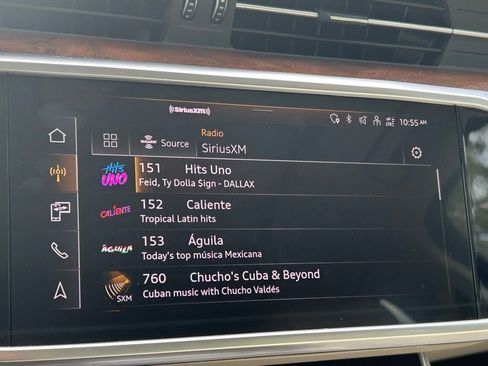 ((SiriusXM))
10:55 AM
Radio
Source
SiriusXM
Hits UNO
151 Hits Uno
Feid, Ty Dolla $ign - DALLAX
CALIENTE
152 Caliente
Tropical Latin hits
ÁGUILA
153 Águila
Today's top música Mexicana
SXM
760 Chucho's Cuba & Beyond
Cuban music with Chucho Valdés